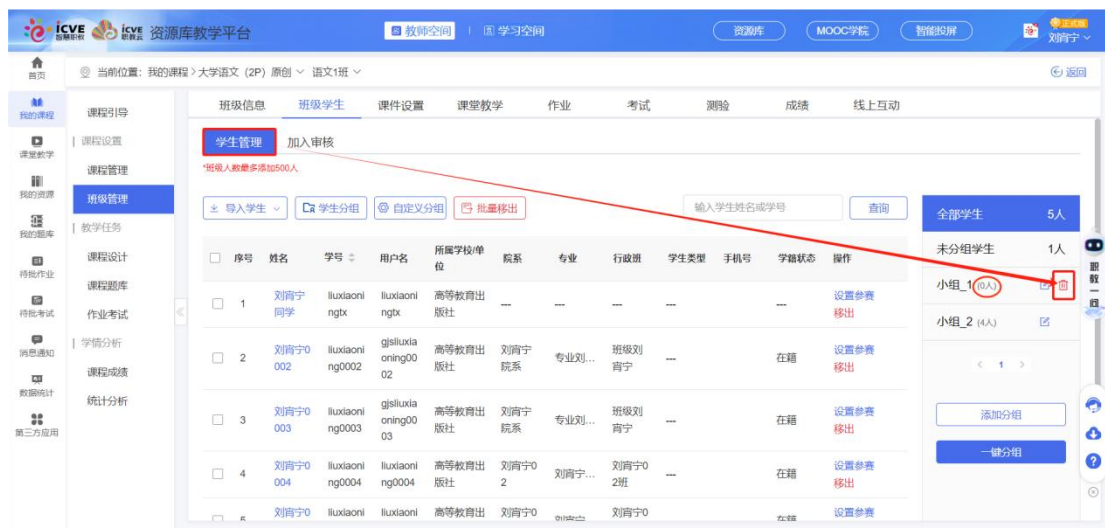 icve 智慧职教 icve 职教云 资源库教学平台 教师空间 学习空间 资源库 MOOC学院 智能投屏 正式版 刘宵宁
首页 当前位置：我的课程 > 大学语文（2P）原创 语文1班 返回
我的课程
课堂教学
我的资源
我的题库
待批作业
待批考试
消息通知
数据统计
第三方应用
课程引导
课程设置
课程管理
班级管理
教学任务
课程设计
课程题库
作业考试
学情分析
课程成绩
统计分析
班级信息 班级学生 课件设置 课堂教学 作业 考试 测验 成绩 线上互动
学生管理 加入审核
*班级人数最多添加500人
导入学生 学生分组 自定义分组 批量移出 输入学生姓名或学号 查询
序号 姓名 学号 用户名 所属学校/单位 院系 专业 行政班 学生类型 手机号 学籍状态 操作
1 刘宵宁同学 liuxiaoningtx liuxiaoningtx 高等教育出版社 --- --- --- --- --- 设置参赛 移出
2 刘宵宁0002 liuxiaoning0002 gjsliuxiaoning0002 高等教育出版社 刘宵宁院系 专业刘... 班级刘宵宁 --- 在籍 设置参赛 移出
3 刘宵宁0003 liuxiaoning0003 gjsliuxiaoning0003 高等教育出版社 刘宵宁院系 专业刘... 班级刘宵宁 --- 在籍 设置参赛 移出
4 刘宵宁0004 liuxiaoning0004 liuxiaoning0004 高等教育出版社 刘宵宁02 刘宵宁... 刘宵宁02班 --- 在籍 设置参赛 移出
刘宵宁0 liuxiaoni liuxiaoni 高等教育出 刘宵宁0 刘宵宁0 设置参赛
全部学生 5人
未分组学生 1人
小组_1 (0人)
小组_2 (4人)
< 1 >
添加分组
一键分组
职教一问